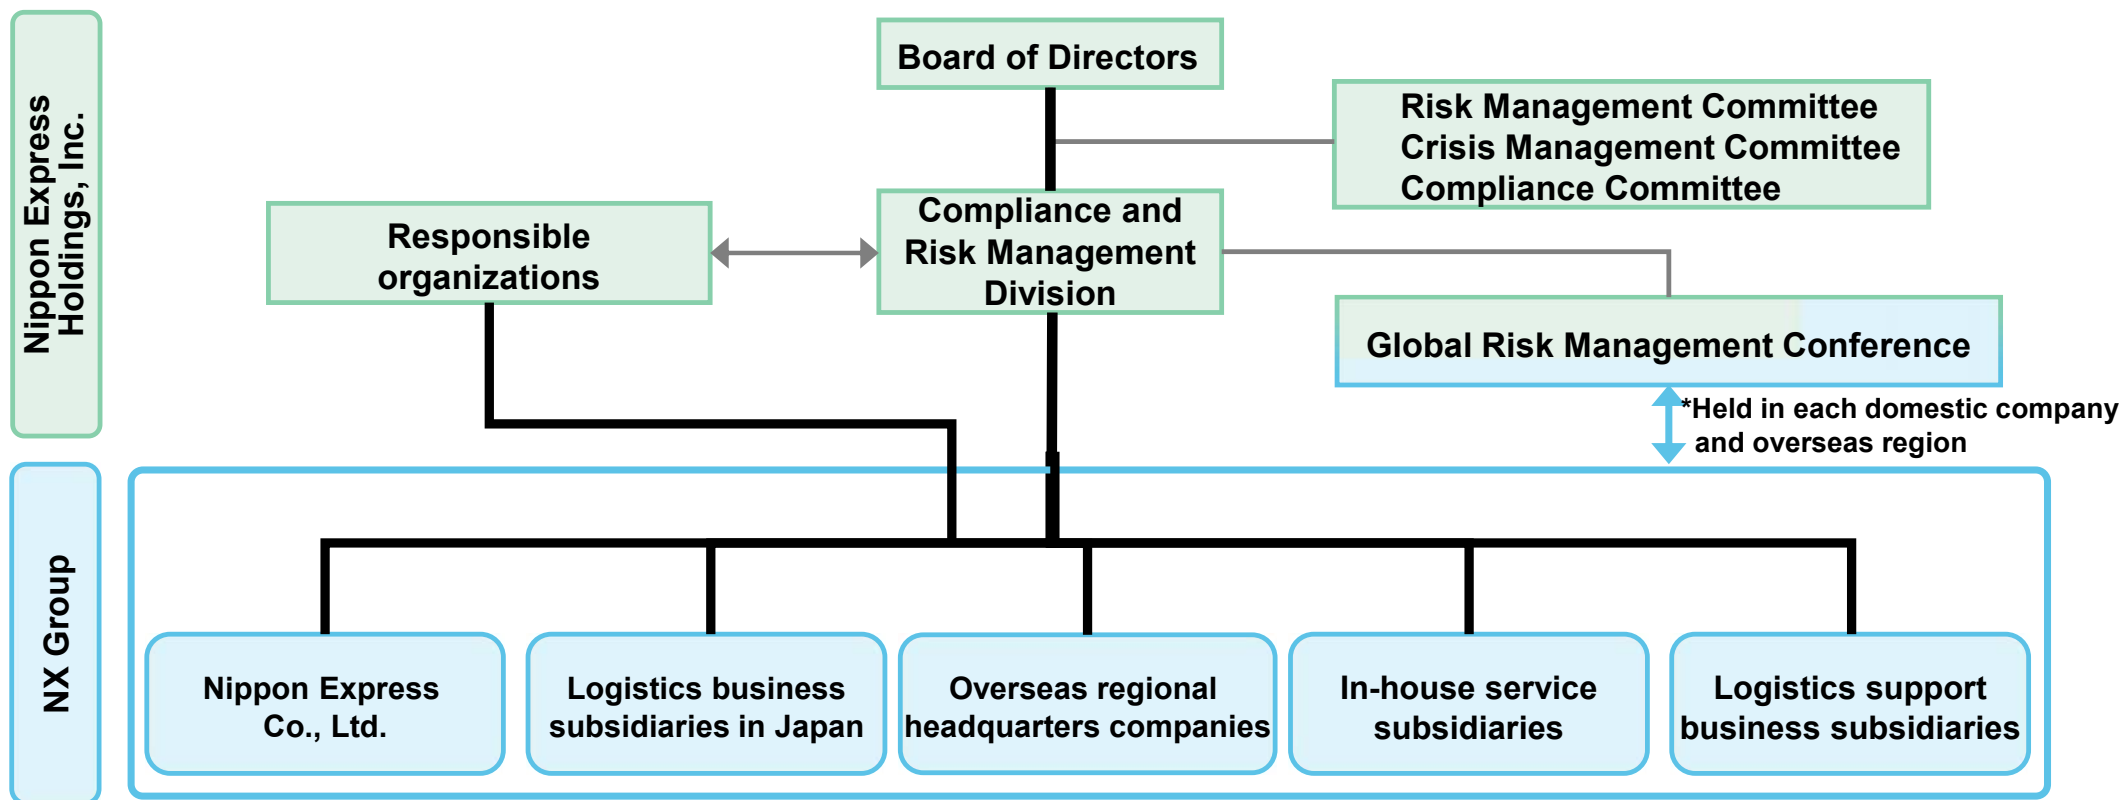 Nippon Express
Holdings, Inc.
Board of Directors
Risk Management Committee
Crisis Management Committee
Compliance Committee
Responsible
organizations
Compliance and
Risk Management
Division
Global Risk Management Conference
*Held in each domestic company
and overseas region
NX Group
Nippon Express
Co., Ltd.
Logistics business
subsidiaries in Japan
Overseas regional
headquarters companies
In-house service
subsidiaries
Logistics support
business subsidiaries